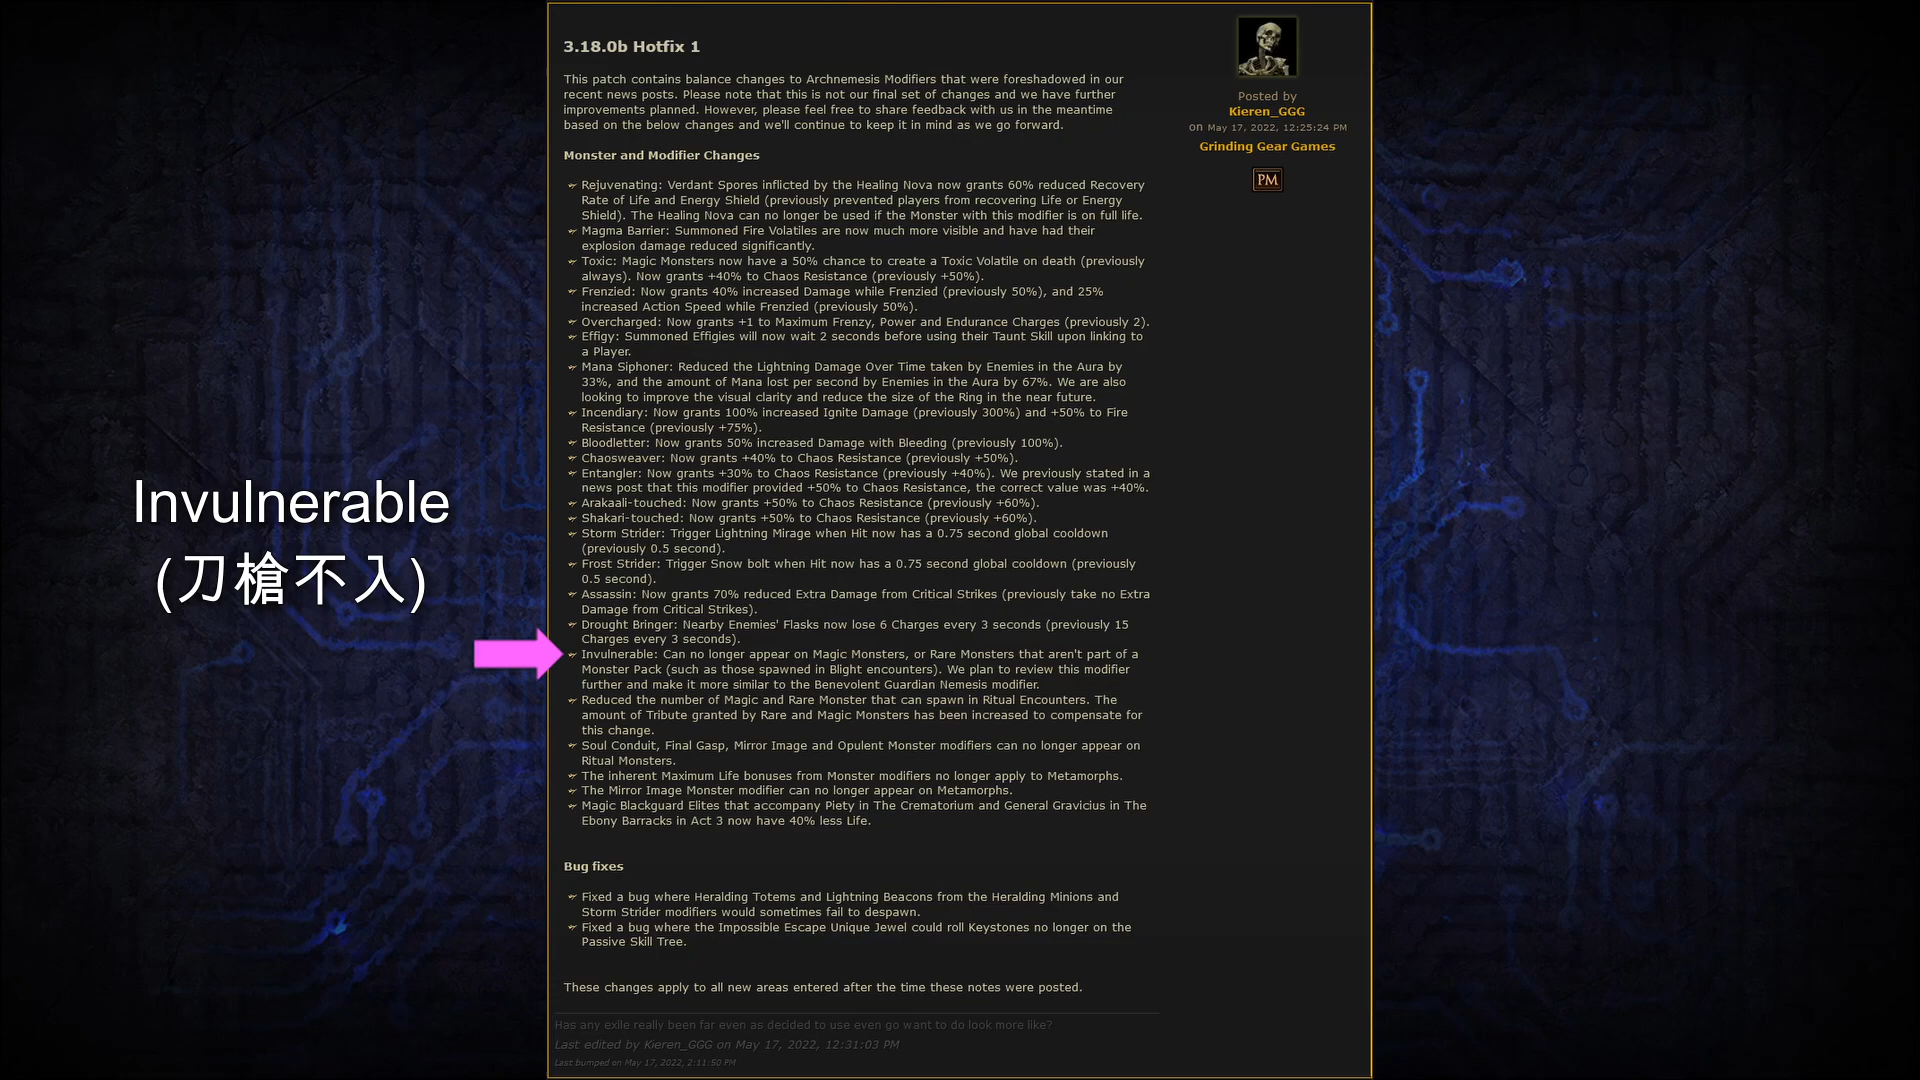 Invulnerable
(刀槍不入)
3.18.0b Hotfix 1
This patch contains balance changes to Archnemesis Modifiers that were foreshadowed in our
recent news posts. Please note that this is not our final set of changes and we have further
improvements planned. However, please feel free to share feedback with us in the meantime
based on the below changes and we'll continue to keep it in mind as we go forward.
Monster and Modifier Changes
Rejuvenating: Verdant Spores inflicted by the Healing Nova now grants 60% reduced Recovery
Rate of Life and Energy Shield (previously prevented players from recovering Life or Energy
Shield). The Healing Nova can no longer be used if the Monster with this modifier is on full life.
Magma Barrier: Summoned Fire Volatiles are now much more visible and have had their
explosion damage reduced significantly.
Toxic: Magic Monsters now have a 50% chance to create a Toxic Volatile on death (previously
always). Now grants +40% to Chaos Resistance (previously +50%).
Frenzied: Now grants 40% increased Damage while Frenzied (previously 50%), and 25%
increased Action Speed while Frenzied (previously 50%).
Overcharged: Now grants +1 to Maximum Frenzy, Power and Endurance Charges (previously 2).
Effigy: Summoned Effigies will now wait 2 seconds before using their Taunt Skill upon linking to
a Player.
Mana Siphoner: Reduced the Lightning Damage Over Time taken by Enemies in the Aura by
33%, and the amount of Mana lost per second by Enemies in the Aura by 67%. We are also
looking to improve the visual clarity and reduce the size of the Ring in the near future.
Incendiary: Now grants 100% increased Ignite Damage (previously 300%) and +50% to Fire
Resistance (previously +75%).
Bloodletter: Now grants 50% increased Damage with Bleeding (previously 100%).
Chaosweaver: Now grants +40% to Chaos Resistance (previously +50%).
Entangler: Now grants +30% to Chaos Resistance (previously +40%). We previously stated in a
news post that this modifier provided +50% to Chaos Resistance, the correct value was +40%.
Arakaali-touched: Now grants +50% to Chaos Resistance (previously +60%).
Shakari-touched: Now grants +50% to Chaos Resistance (previously +60%).
Storm Strider: Trigger Lightning Mirage when Hit now has a 0.75 second global cooldown
(previously 0.5 second).
Frost Strider: Trigger Snow bolt when Hit now has a 0.75 second global cooldown (previously
0.5 second).
Assassin: Now grants 70% reduced Extra Damage from Critical Strikes (previously take no Extra
Damage from Critical Strikes).
Drought Bringer: Nearby Enemies' Flasks now lose 6 Charges every 3 seconds (previously 15
Charges every 3 seconds).
Invulnerable: Can no longer appear on Magic Monsters, or Rare Monsters that aren't part of a
Monster Pack (such as those spawned in Blight encounters). We plan to review this modifier
further and make it more similar to the Benevolent Guardian Nemesis modifier.
Reduced the number of Magic and Rare Monster that can spawn in Ritual Encounters. The
amount of Tribute granted by Rare and Magic Monsters has been increased to compensate for
this change.
Soul Conduit, Final Gasp, Mirror Image and Opulent Monster modifiers can no longer appear on
Ritual Monsters.
The inherent Maximum Life bonuses from Monster modifiers no longer apply to Metamorphs.
The Mirror Image Monster modifier can no longer appear on Metamorphs.
Magic Blackguard Elites that accompany Piety in The Crematorium and General Gravicius in The
Ebony Barracks in Act 3 now have 40% less Life.
Bug fixes
Fixed a bug where Heralding Totems and Lightning Beacons from the Heralding Minions and
Storm Strider modifiers would sometimes fail to despawn.
Fixed a bug where the Impossible Escape Unique Jewel could roll Keystones no longer on the
Passive Skill Tree.
These changes apply to all new areas entered after the time these notes were posted.
Has any exile really been far even as decided to use even go want to do look more like?
Last edited by Kieren_GGG on May 17, 2022, 12:31:03 PM
Last bumped on May 17, 2022, 2:11:50 PM
Posted by
Kieren_GGG
on May 17, 2022, 12:25:24 PM
Grinding Gear Games
PM